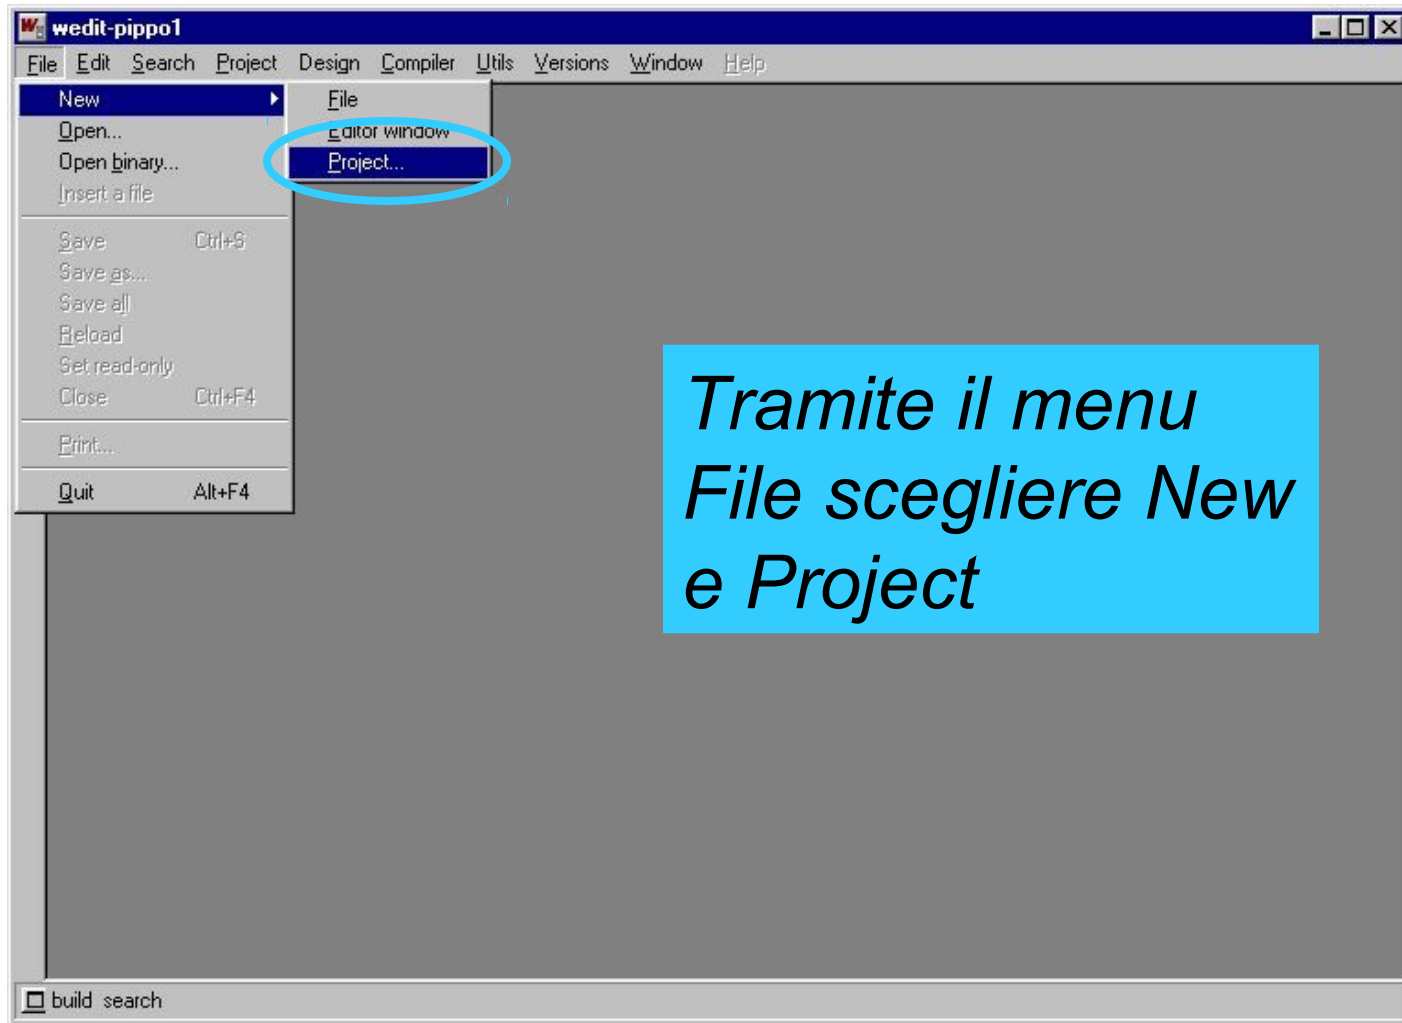 wedit-pippo1
File Edit Search Project Design Compiler Utils Versions Window Help
New
Open...
Open binary...
Insert a file
Save Ctrl+S
Save as...
Save all
Reload
Set read-only
Close Ctrl+F4
Print...
Quit Alt+F4
File
Editor window
Project...
Tramite il menu
File scegliere New
e Project
build search